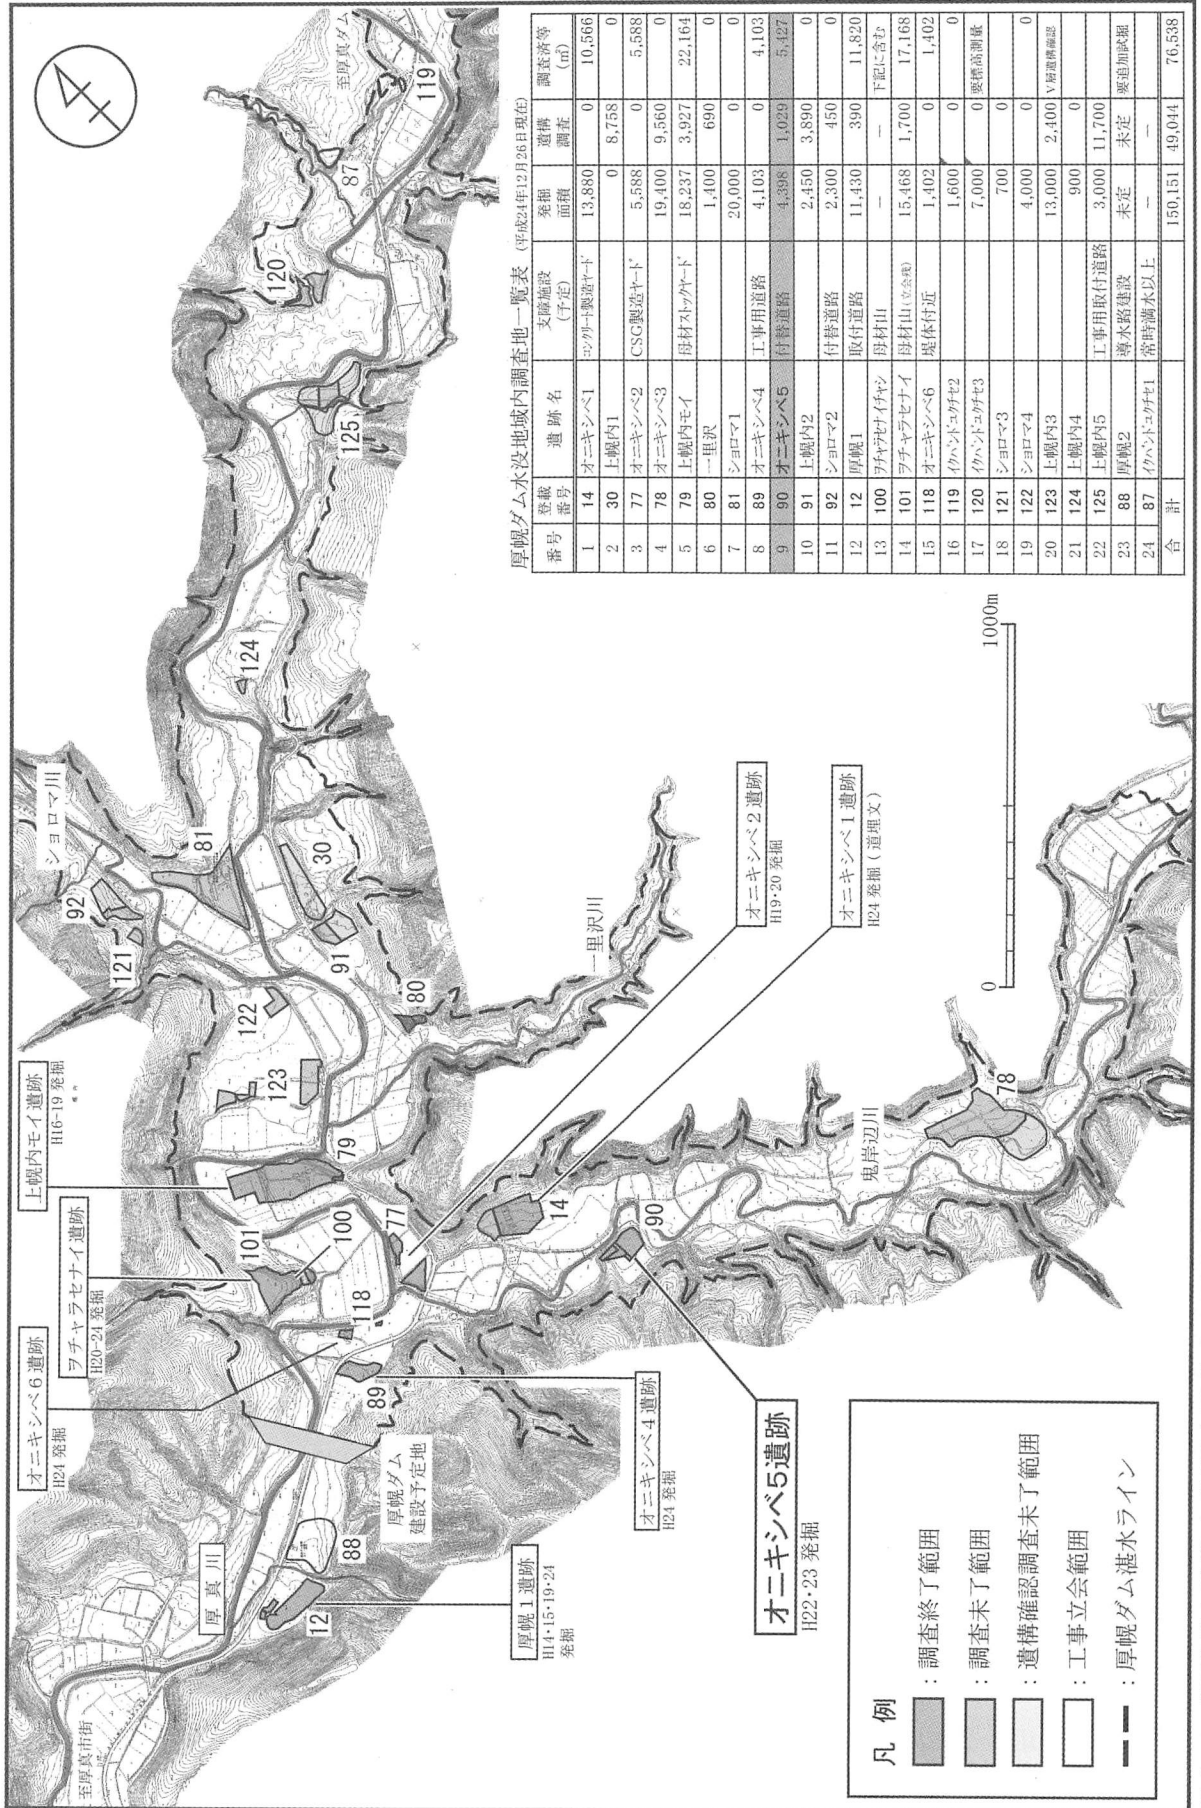 厚幌ダム水没地域内調査地一覧表 (平成24年12月26日現在)
番号 登載番号 遺跡名 支障施設(予定) 発掘面積 遺構調査 調査済等(㎡)
1 14 オニキシベ1 コンクリート製造ヤード 13,880 0 10,566
2 30 上幌内1 0 8,758 0
3 77 オニキシベ2 CSG製造ヤード 5,588 0 5,588
4 78 オニキシベ3 19,400 9,560 0
5 79 上幌内モイ 母材ストックヤード 18,237 3,927 22,164
6 80 一里沢 1,400 690 0
7 81 ショロマ1 20,000 0 0
8 89 オニキシベ4 工事用道路 4,103 0 4,103
9 90 オニキシベ5 付替道路 4,398 1,029 5,427
10 91 上幌内2 2,450 3,890 0
11 92 ショロマ2 付替道路 2,300 450 0
12 12 厚幌1 取付道路 11,430 390 11,820
13 100 ヲチャラセナイチャシ 母材山 － － 下記に含む
14 101 ヲチャラセナイ 母材山(立会残) 15,468 1,700 17,168
15 118 オニキシベ6 堤体付近 1,402 0 1,402
16 119 イクバンドユクチセ2 1,600 0 0
17 120 イクバンドユクチセ3 7,000 0 要標高測量
18 121 ショロマ3 700 0 0
19 122 ショロマ4 4,000 0 0
20 123 上幌内3 13,000 2,400 V層遺構確認
21 124 上幌内4 900 0
22 125 上幌内5 工事用取付道路 3,000 11,700
23 88 厚幌2 導水路建設 未定 未定 要追加試掘
24 87 イクバンドユクチセ1 常時満水以上 － －
合計 150,151 49,044 76,538
至厚真ダム
119
87
120
125
124
ショロマ川
81
92
121
30
91
122
80
一里沢川
123
79
上幌内モイ遺跡
H16-19 発掘
101
100
ヲチャラセナイ遺跡
H20-24 発掘
77
オニキシベ2遺跡
H19･20 発掘
14
オニキシベ1遺跡
H24 発掘 (道埋文)
118
オニキシベ6遺跡
H24 発掘
89
オニキシベ4遺跡
H24 発掘
90
オニキシベ5遺跡
H22･23 発掘
78
鬼岸辺川
厚幌ダム
建設予定地
88
12
厚幌1遺跡
H14･15･19･24
発掘
厚真川
至厚真市街
0
1000m
凡 例
：調査終了範囲
：調査未了範囲
：遺構確認調査未了範囲
：工事立会範囲
：厚幌ダム湛水ライン